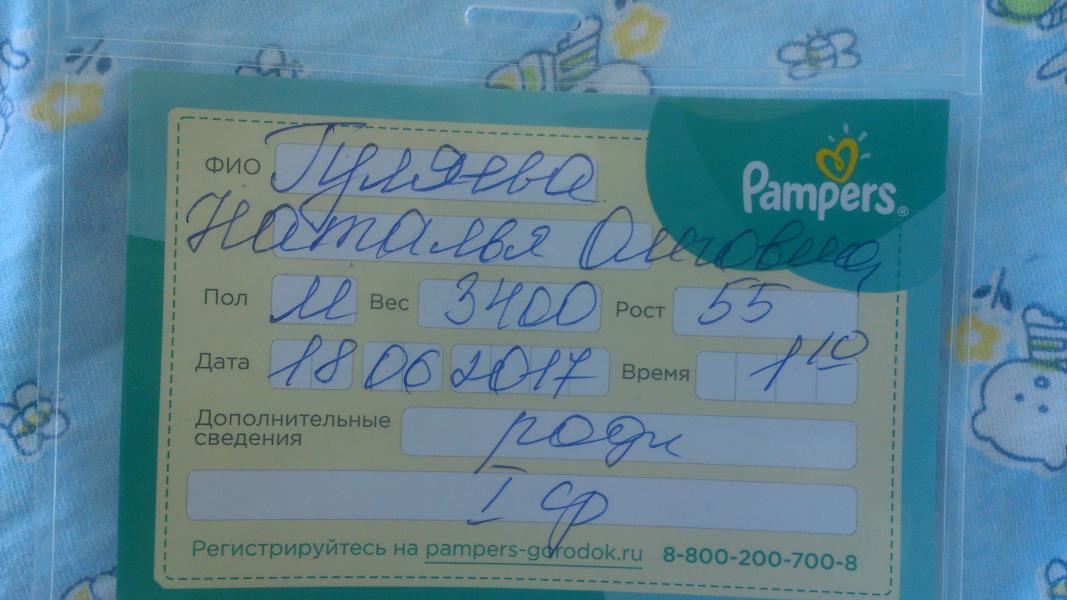 ФИО Гуляева
Pampers®
Наталья Олеговна
Пол М Вес 3400 Рост 55
Дата 18 06 2017 Время 1 10
Дополнительные
сведения
I
Регистрируйтесь на pampers-gorodok.ru 8-800-200-700-8